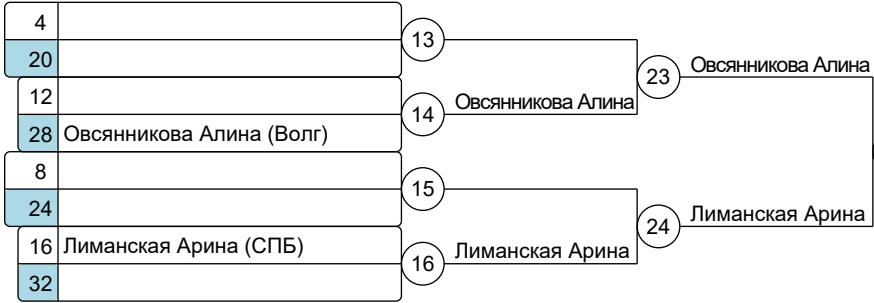 4
13
20
23 Овсянникова Алина
12
14 Овсянникова Алина
28 Овсянникова Алина (Волг)
8
15
24
24 Лиманская Арина
16 Лиманская Арина (СПБ)
16 Лиманская Арина
32